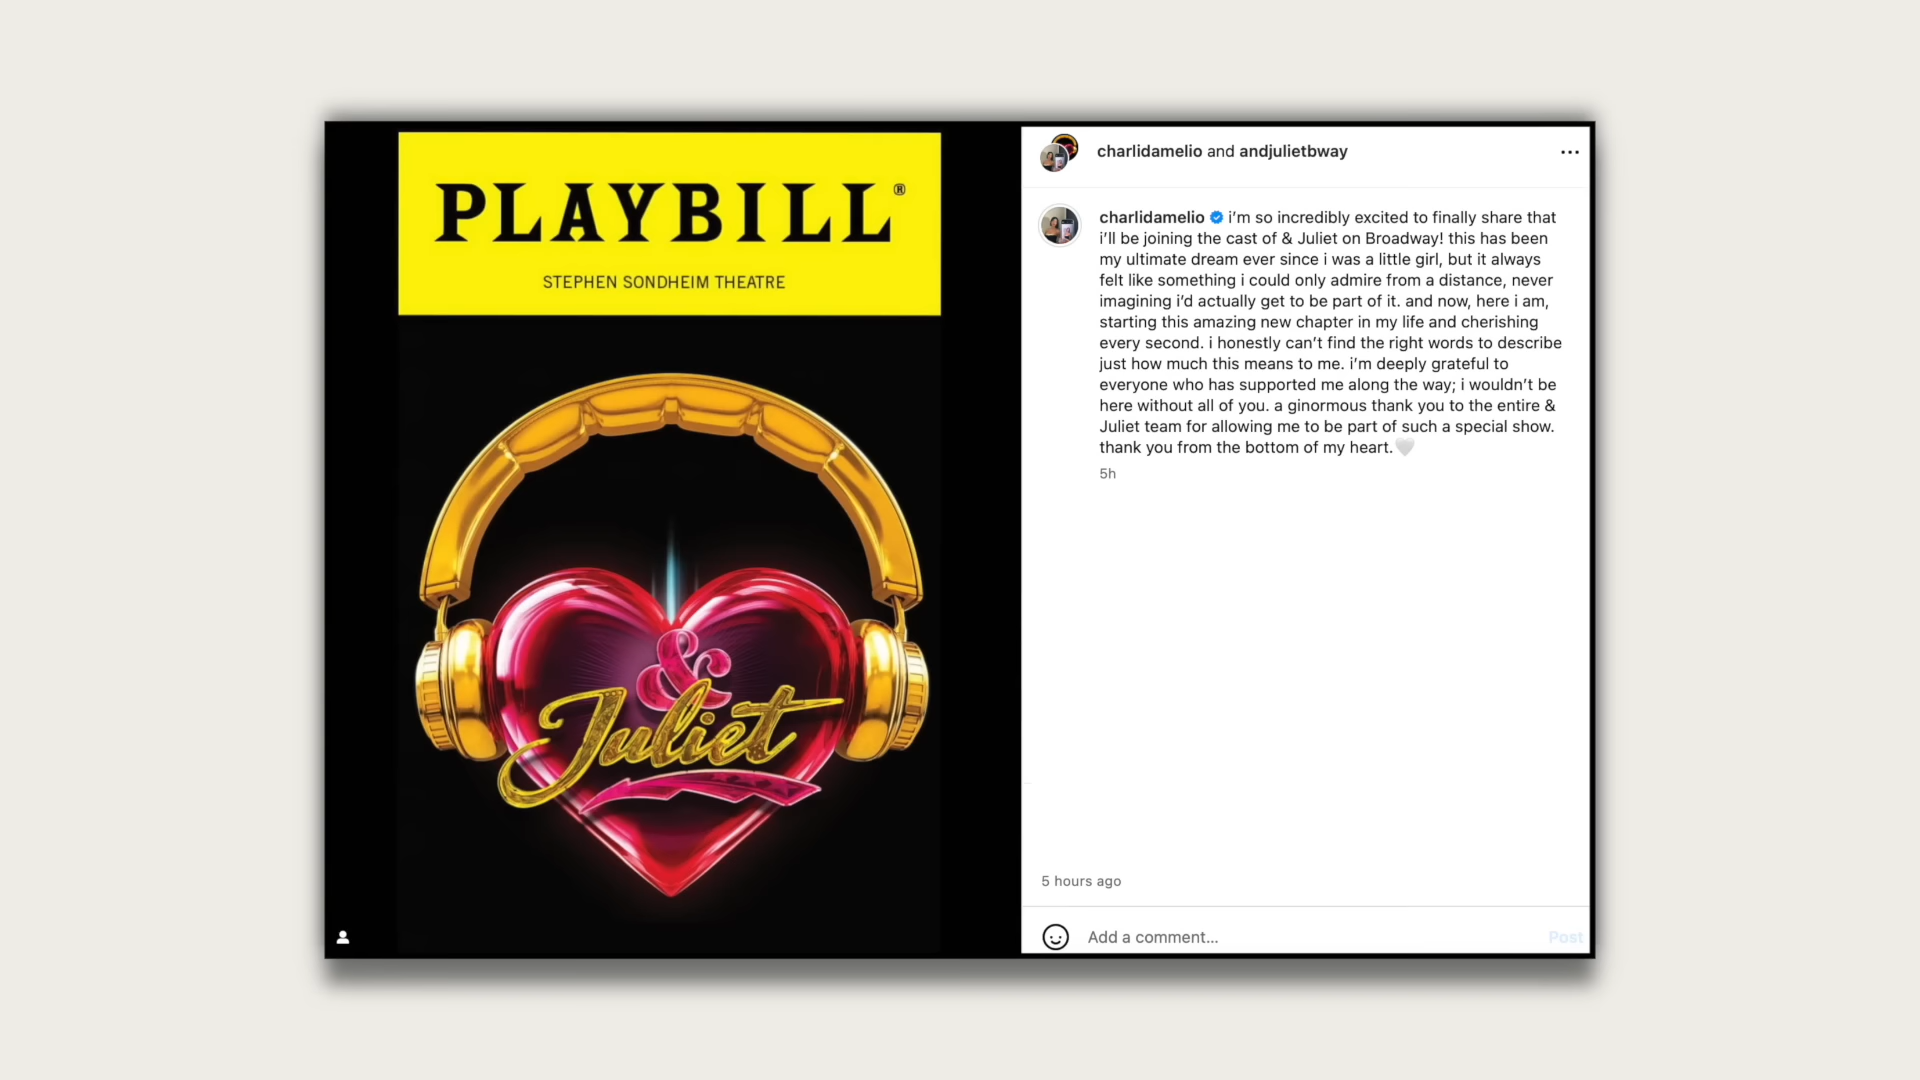 PLAYBILL®
STEPHEN SONDHEIM THEATRE
&
Juliet
charlidamelio and andjulietbway
charlidamelio i’m so incredibly excited to finally share that
i’ll be joining the cast of & Juliet on Broadway! this has been
my ultimate dream ever since i was a little girl, but it always
felt like something i could only admire from a distance, never
imagining i’d actually get to be part of it. and now, here i am,
starting this amazing new chapter in my life and cherishing
every second. i honestly can’t find the right words to describe
just how much this means to me. i’m deeply grateful to
everyone who has supported me along the way; i wouldn’t be
here without all of you. a ginormous thank you to the entire &
Juliet team for allowing me to be part of such a special show.
thank you from the bottom of my heart.🤍
5h
5 hours ago
Add a comment...
Post